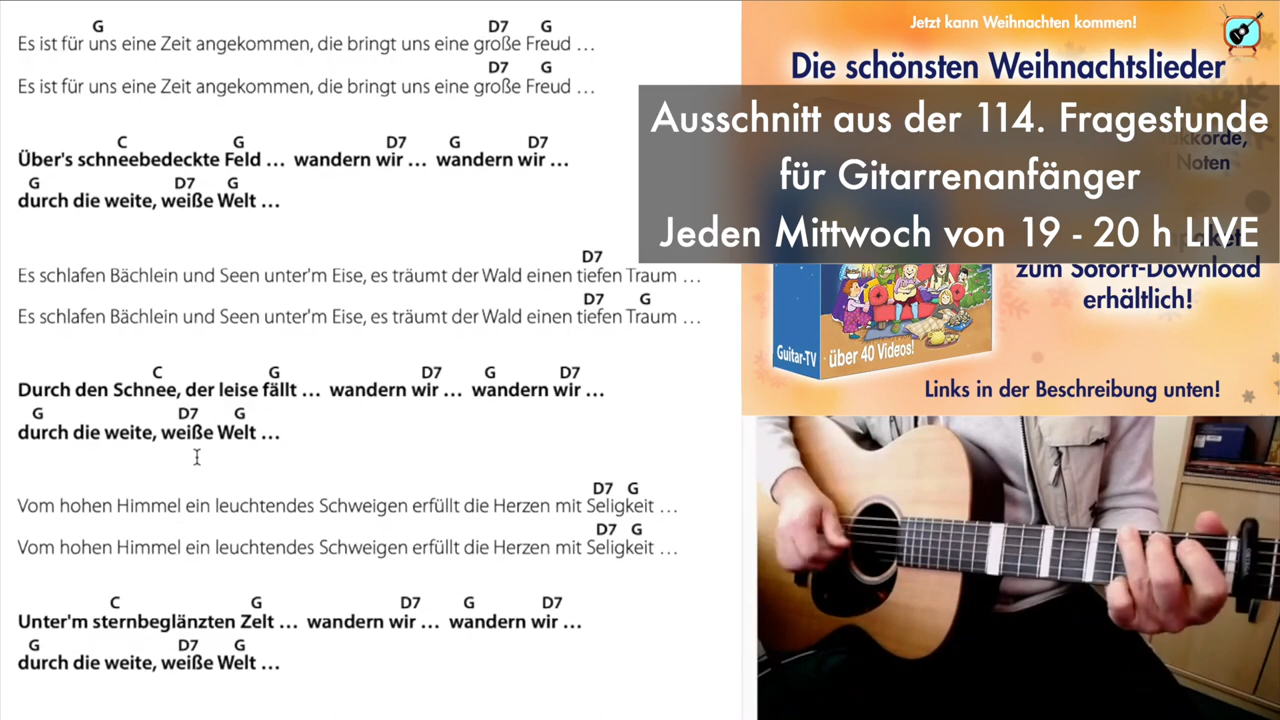 G D7 G
Es ist für uns eine Zeit angekommen, die bringt uns eine große Freud ...
D7 G
Es ist für uns eine Zeit angekommen, die bringt uns eine große Freud ...
C G D7 G D7
Über's schneebedeckte Feld ... wandern wir ... wandern wir ...
G D7 G
durch die weite, weiße Welt ...
D7
Es schlafen Bächlein und Seen unter'm Eise, es träumt der Wald einen tiefen Traum ...
D7 G
Es schlafen Bächlein und Seen unter'm Eise, es träumt der Wald einen tiefen Traum ...
C G D7 G D7
Durch den Schnee, der leise fällt ... wandern wir ... wandern wir ...
G D7 G
durch die weite, weiße Welt ...
D7 G
Vom hohen Himmel ein leuchtendes Schweigen erfüllt die Herzen mit Seligkeit ...
D7 G
Vom hohen Himmel ein leuchtendes Schweigen erfüllt die Herzen mit Seligkeit ...
C G D7 G D7
Unter'm sternbeglänzten Zelt ... wandern wir ... wandern wir ...
G D7 G
durch die weite, weiße Welt ...
Jetzt kann Weihnachten kommen!
Die schönsten Weihnachtslieder
Ausschnitt aus der 114. Fragestunde
für Gitarrenanfänger
Jeden Mittwoch von 19 - 20 h LIVE
Noten
zum Sofort-Download
erhältlich!
Guitar-TV
über 40 Videos!
Links in der Beschreibung unten!